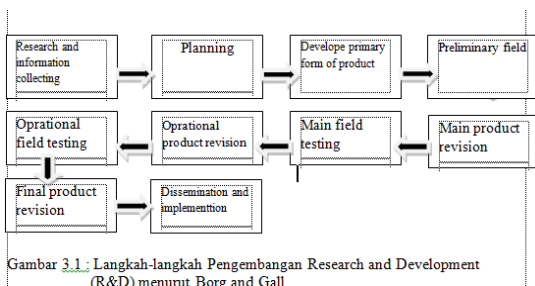 Research and
information
collecting
Planning
Develope primary
form of product
Preliminary field
Oprational
field testing
Oprational
product revision
Main field
testing
Main product
revision
Final product
revision
Dissemination and
implementtion
Gambar 3.1 : Langkah-langkah Pengembangan Research and Development
(R&D) menurut Borg and Gall